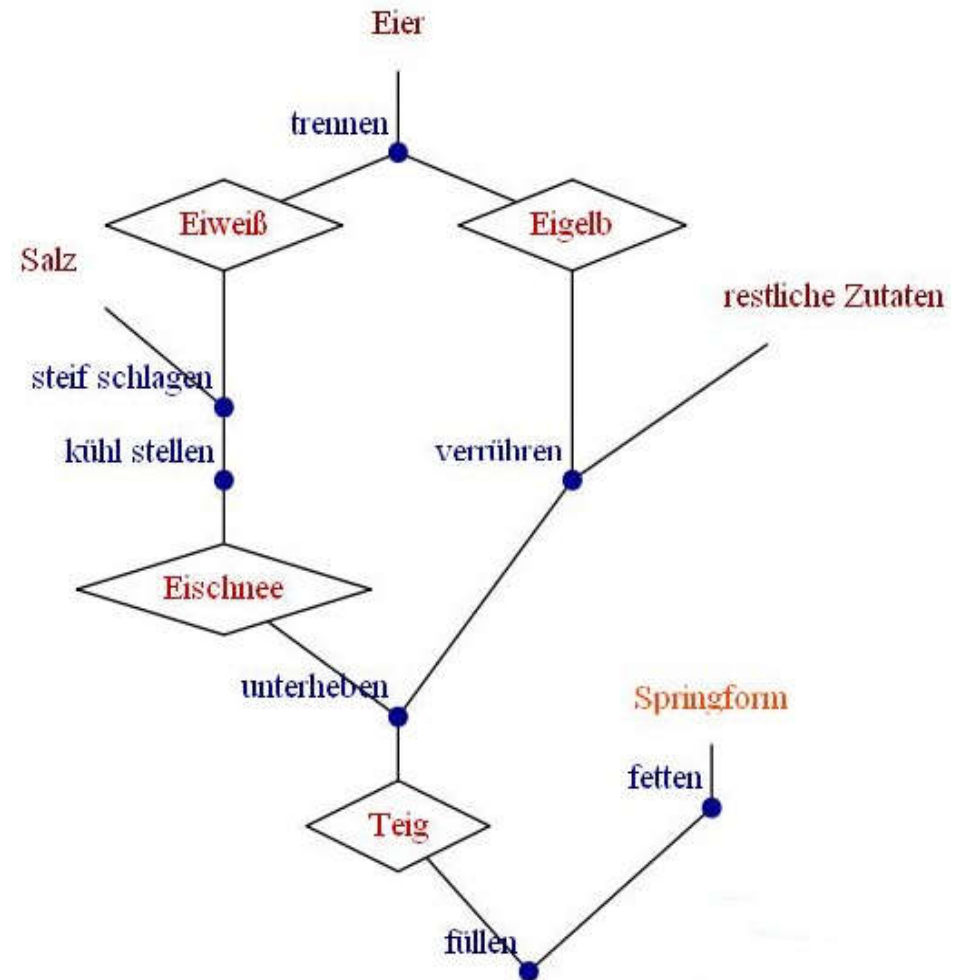 Eier
trennen
Eiweiß
Eigelb
Salz
restliche Zutaten
steif schlagen
kühl stellen
verrühren
Eischnee
unterheben
Springform
fetten
Teig
füllen